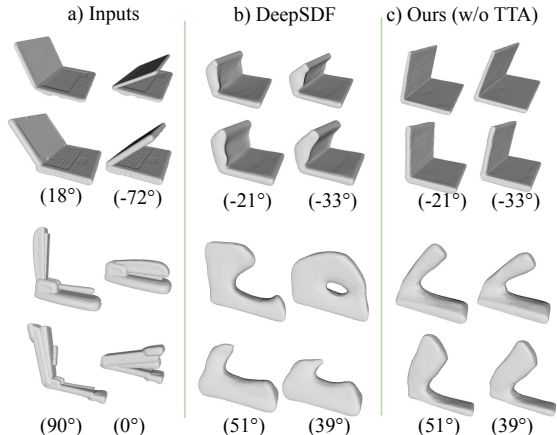 a) Inputs b) DeepSDF c) Ours (w/o TTA)
(18°) (-72°) (-21°) (-33°) (-21°) (-33°)
(90°) (0°) (51°) (39°) (51°) (39°)